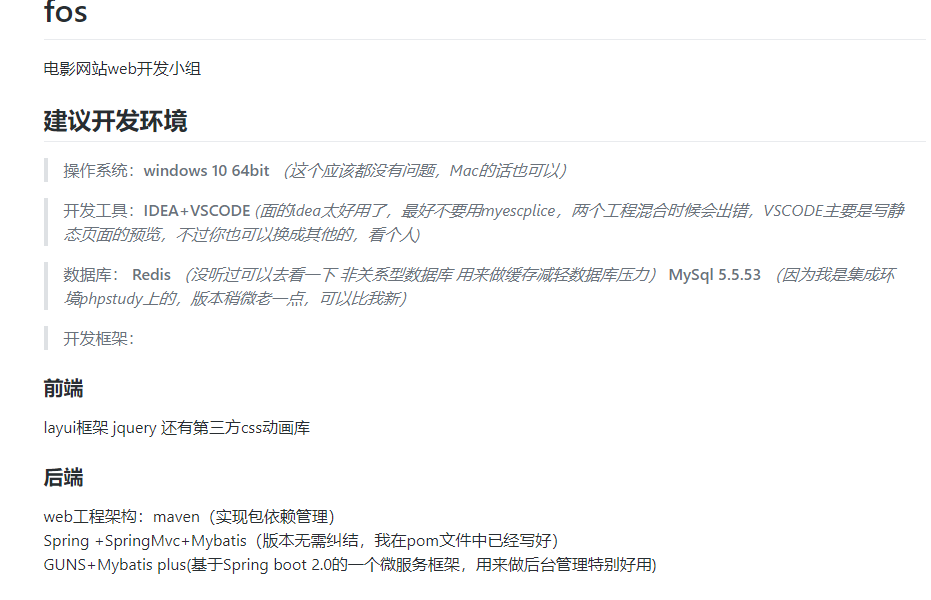 fos
电影网站web开发小组
建议开发环境
操作系统：windows 10 64bit （这个应该都没有问题，Mac的话也可以）
开发工具：IDEA+VSCODE (面的idea太好用了，最好不要用myescplice，两个工程混合时候会出错，VSCODE主要是写静
态页面的预览，不过你也可以换成其他的，看个人)
数据库： Redis （没听过可以去看一下 非关系型数据库 用来做缓存减轻数据库压力） MySql 5.5.53 （因为我是集成环
境phpstudy上的，版本稍微老一点，可以比我新）
开发框架：
前端
layui框架 jquery 还有第三方css动画库
后端
web工程架构：maven（实现包依赖管理）
Spring +SpringMvc+Mybatis（版本无需纠结，我在pom文件中已经写好）
GUNS+Mybatis plus(基于Spring boot 2.0的一个微服务框架，用来做后台管理特别好用)